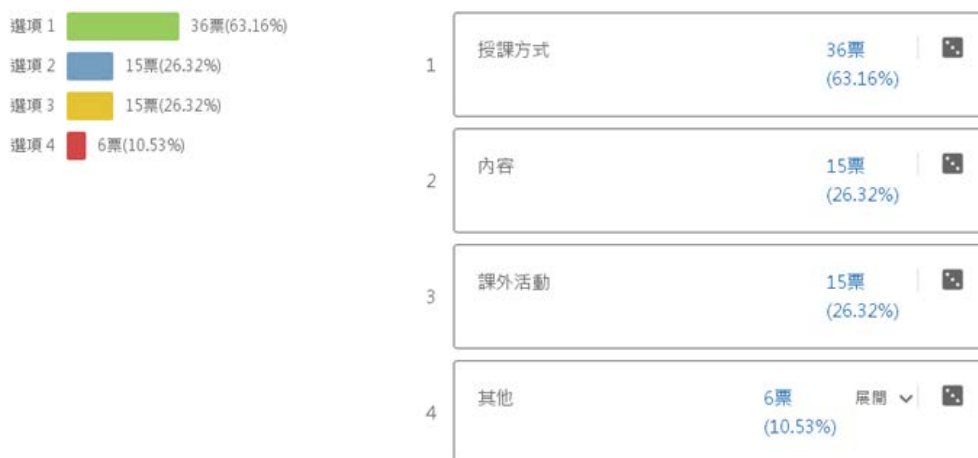 選項 1 36票(63.16%)
選項 2 15票(26.32%)
選項 3 15票(26.32%)
選項 4 6票(10.53%)
1 授課方式 36票
(63.16%)
2 內容 15票
(26.32%)
3 課外活動 15票
(26.32%)
4 其他 6票 展開
(10.53%)